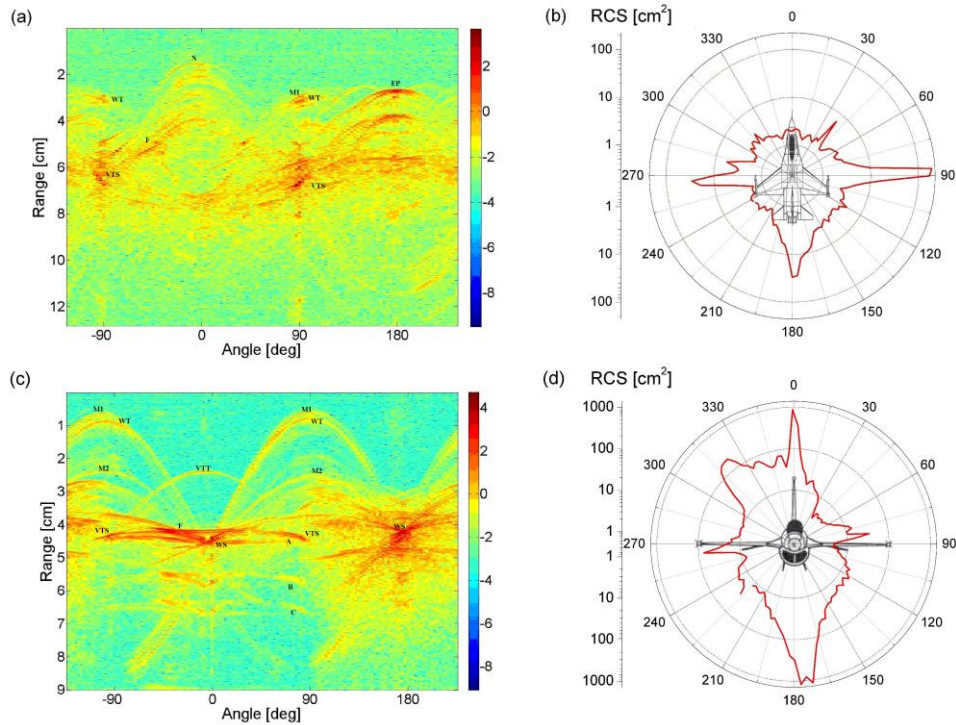 (a)
Range [cm]
2
4
6
8
10
12
-90
0
90
180
Angle [deg]
2
0
-2
-4
-6
-8
N
WT
F
VTS
M1
WT
EP
VTS
(b)
RCS [cm²]
100
10
1
1
10
100
0
30
60
90
120
150
180
210
240
270
300
330
(c)
Range [cm]
1
2
3
4
5
6
7
8
9
-90
0
90
180
Angle [deg]
4
2
0
-2
-4
-6
-8
M1
WT
M2
VTT
VTS
F
WS
M1
WT
M2
VTS
A
B
C
WS
(d)
RCS [cm²]
1000
100
10
1
1
10
100
1000
0
30
60
90
120
150
180
210
240
270
300
330